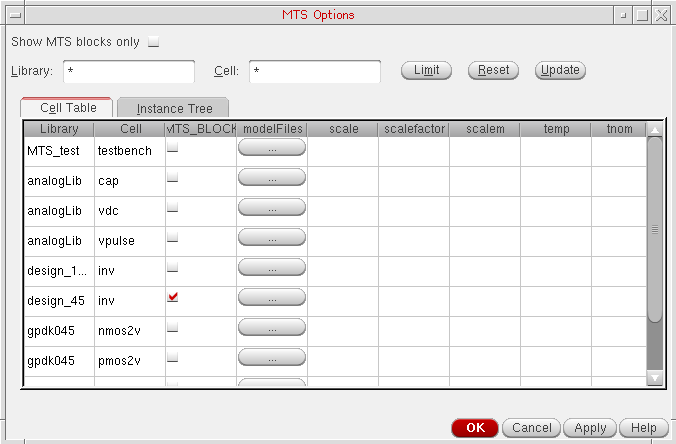 MTS Options
Show MTS blocks only
Library: * Cell: * Limit Reset Update
Cell Table Instance Tree
Library Cell MTS_BLOCK modelFiles scale scalefactor scalem temp tnom
MTS_test testbench ...
analogLib cap ...
analogLib vdc ...
analogLib vpulse ...
design_1... inv ...
design_45 inv ...
gpdk045 nmos2v ...
gpdk045 pmos2v ...
OK Cancel Apply Help